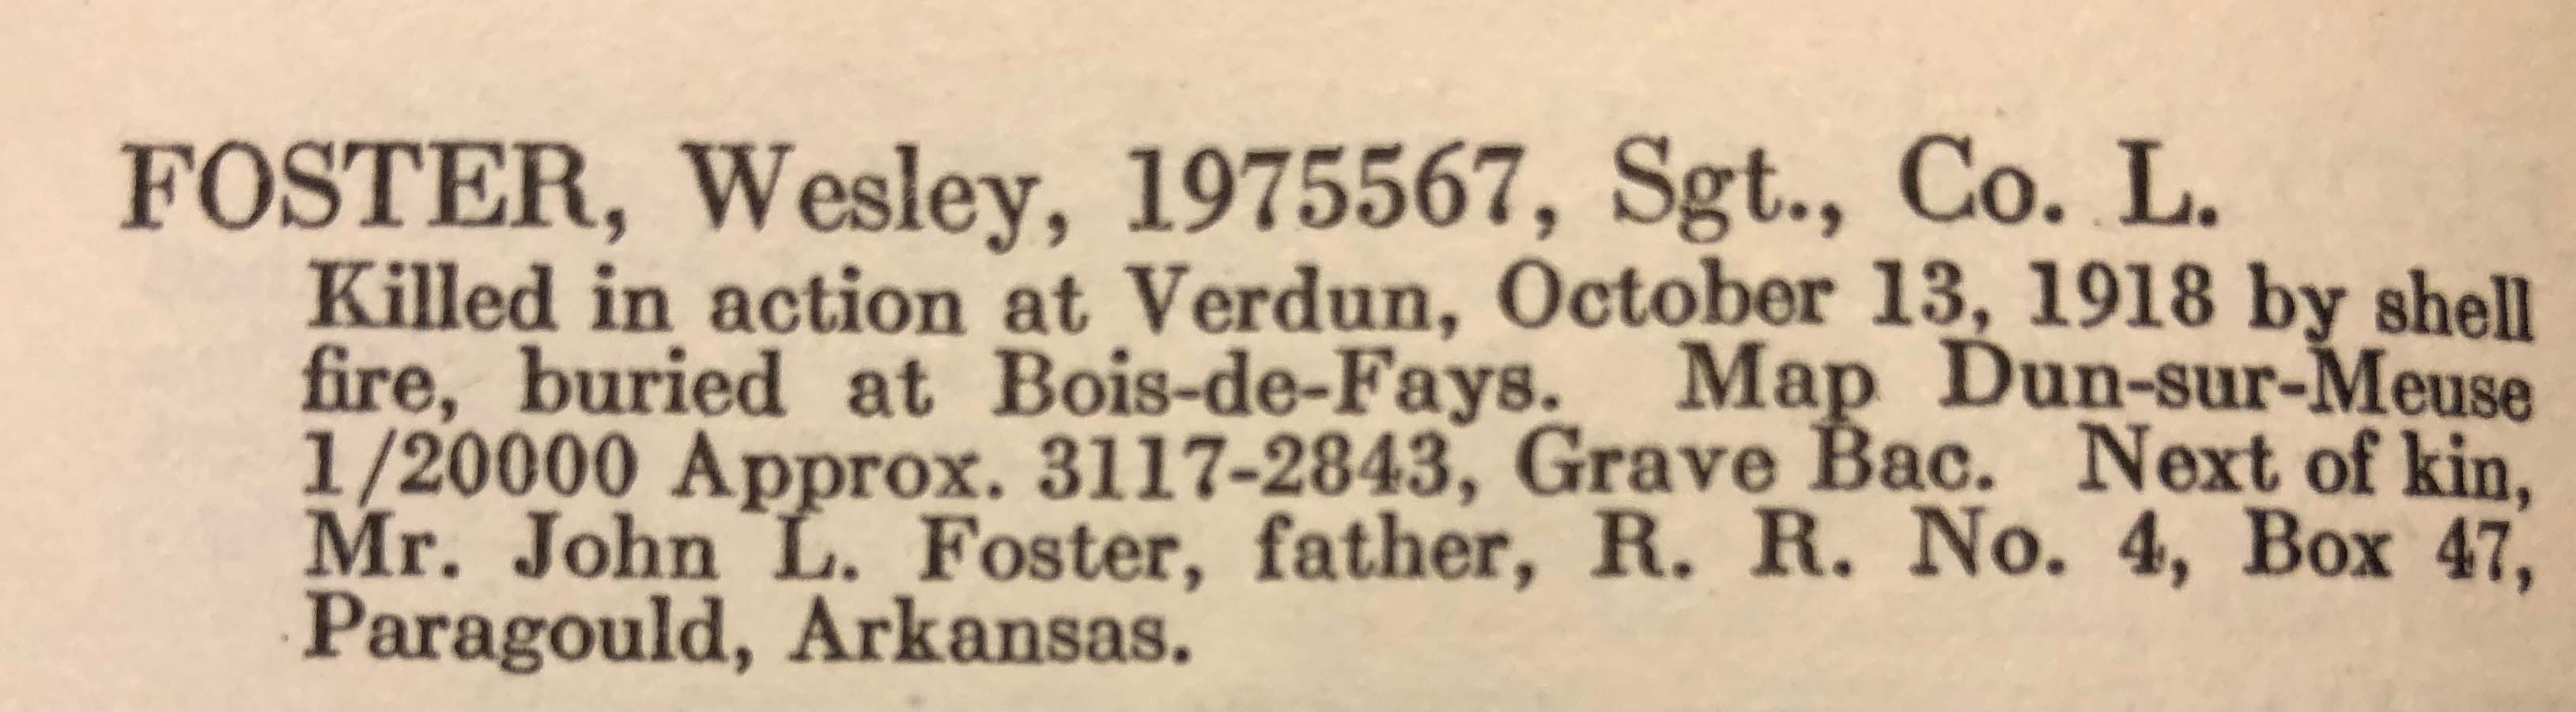 FOSTER, Wesley, 1975567, Sgt., Co. L.
Killed in action at Verdun, October 13, 1918 by shell
fire, buried at Bois-de-Fays. Map Dun-sur-Meuse
1/20000 Approx. 3117-2843, Grave Bac. Next of kin,
Mr. John L. Foster, father, R. R. No. 4, Box 47,
Paragould, Arkansas.